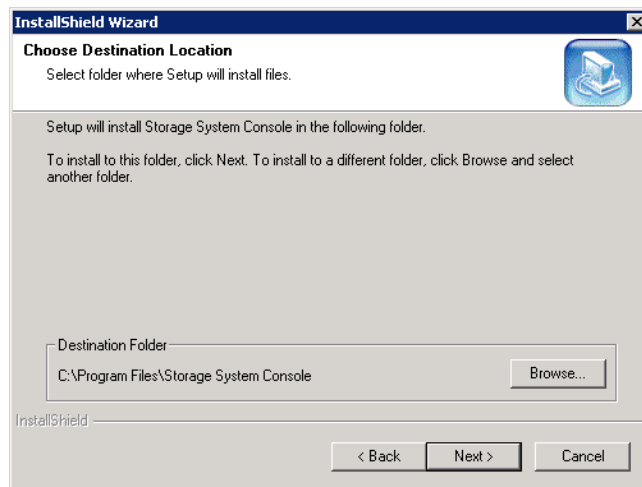 InstallShield Wizard
Choose Destination Location
Select folder where Setup will install files.
Setup will install Storage System Console in the following folder.
To install to this folder, click Next. To install to a different folder, click Browse and select
another folder.
Destination Folder
C:\Program Files\Storage System Console
Browse...
InstallShield
< Back
Next >
Cancel